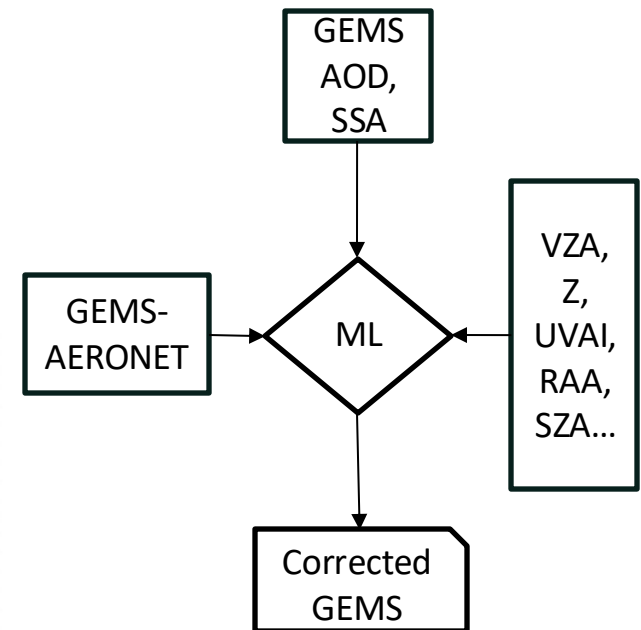 GEMS
AOD,
SSA
GEMS-
AERONET
ML
VZA,
Z,
UVAI,
RAA,
SZA...
Corrected
GEMS